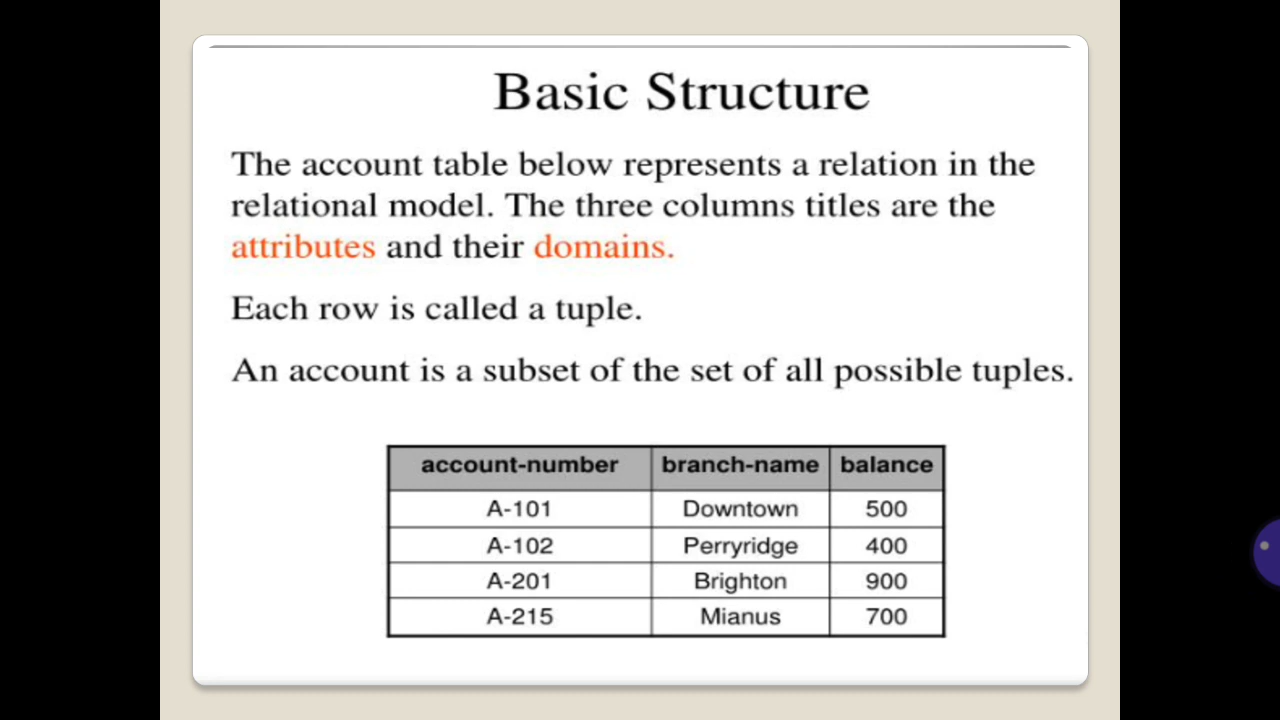 Basic Structure
The account table below represents a relation in the
relational model. The three columns titles are the
attributes and their domains.
Each row is called a tuple.
An account is a subset of the set of all possible tuples.
account-number branch-name balance
A-101 Downtown 500
A-102 Perryridge 400
A-201 Brighton 900
A-215 Mianus 700